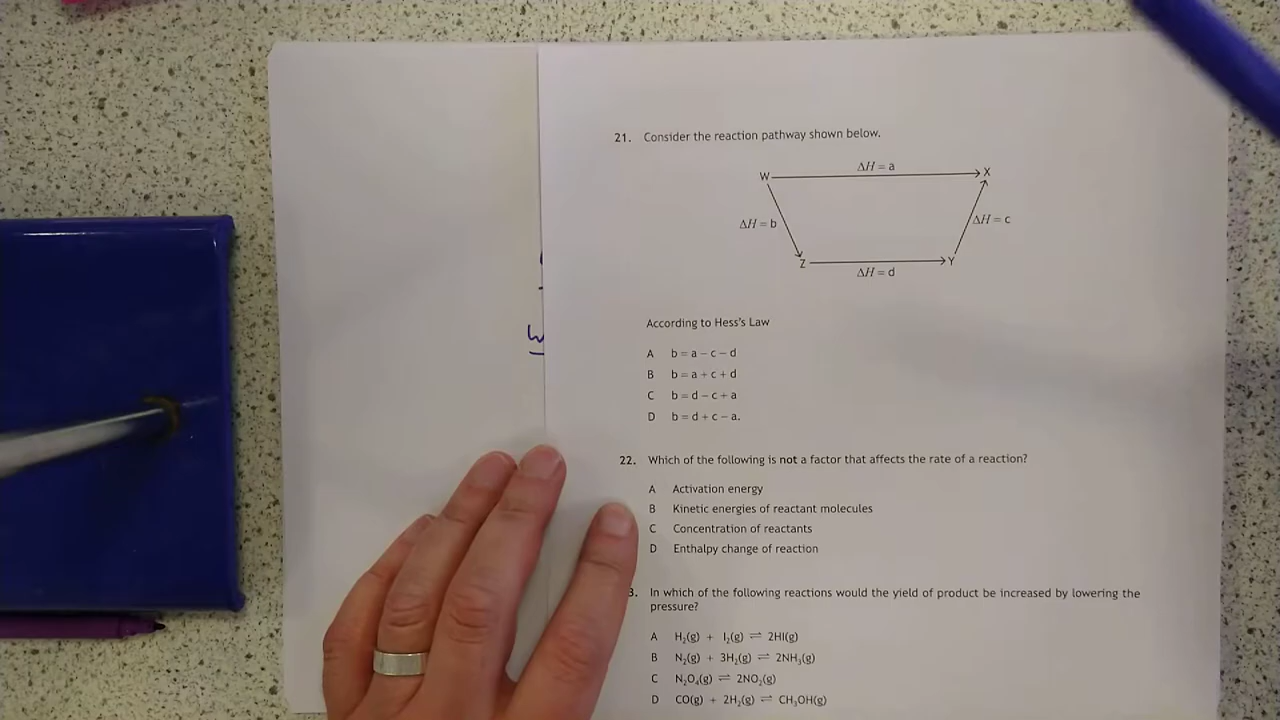 21. Consider the reaction pathway shown below.
ΔH = a
W
X
ΔH = b
ΔH = c
Z
Y
ΔH = d
According to Hess's Law
A b = a – c – d
B b = a + c + d
C b = d – c + a
D b = d + c – a.
W
22. Which of the following is not a factor that affects the rate of a reaction?
A Activation energy
B Kinetic energies of reactant molecules
C Concentration of reactants
D Enthalpy change of reaction
3. In which of the following reactions would the yield of product be increased by lowering the
pressure?
A H₂(g) + I₂(g) ⇌ 2HI(g)
B N₂(g) + 3H₂(g) ⇌ 2NH₃(g)
C N₂O₄(g) ⇌ 2NO₂(g)
D CO(g) + 2H₂(g) ⇌ CH₃OH(g)